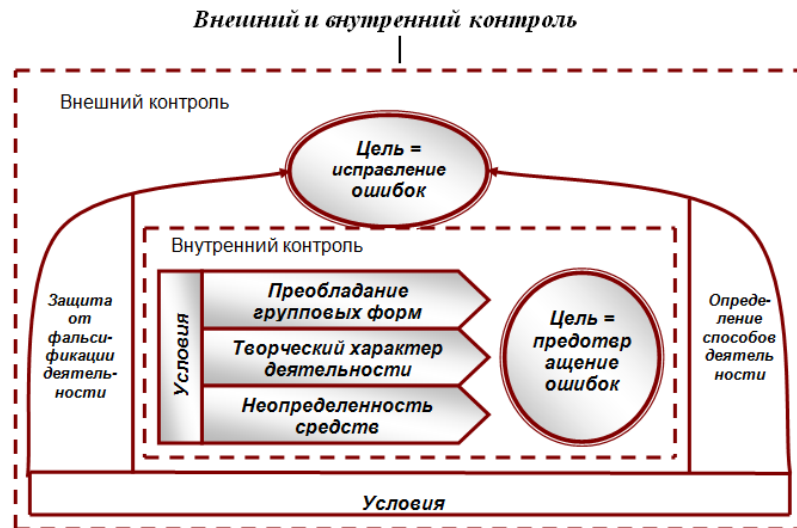 Внешний и внутренний контроль
Внешний контроль
Цель =
исправление
ошибок
Внутренний контроль
Защита
от
фальси-
фикации
деятель-
ности
Условия
Преобладание
групповых форм
Творческий характер
деятельности
Неопределенность
средств
Цель =
предотвр
ащение
ошибок
Опреде-
ление
способов
деятель
ности
Условия